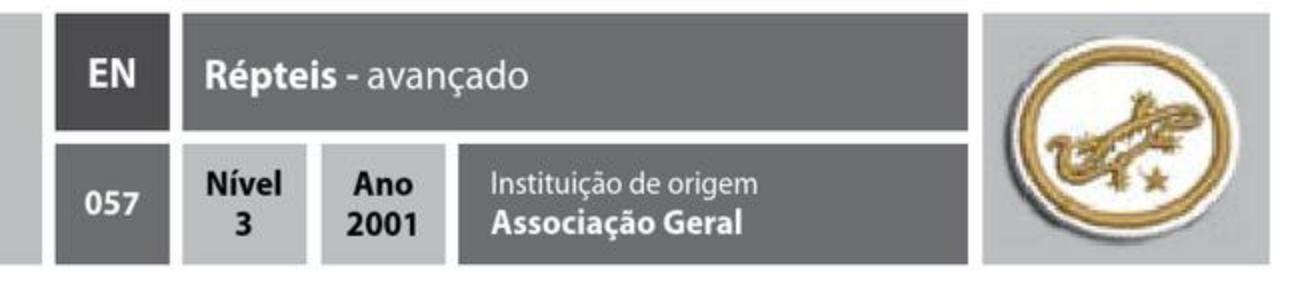 EN
Répteis - avançado
057
Nível
3
Ano
2001
Instituição de origem
Associação Geral